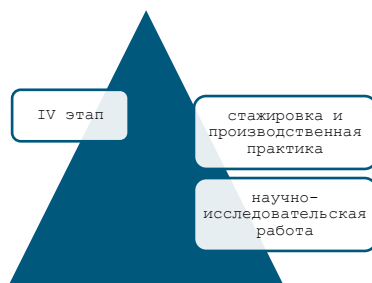 IV этап
стажировка и
производственная
практика
научно-
исследовательская
работа